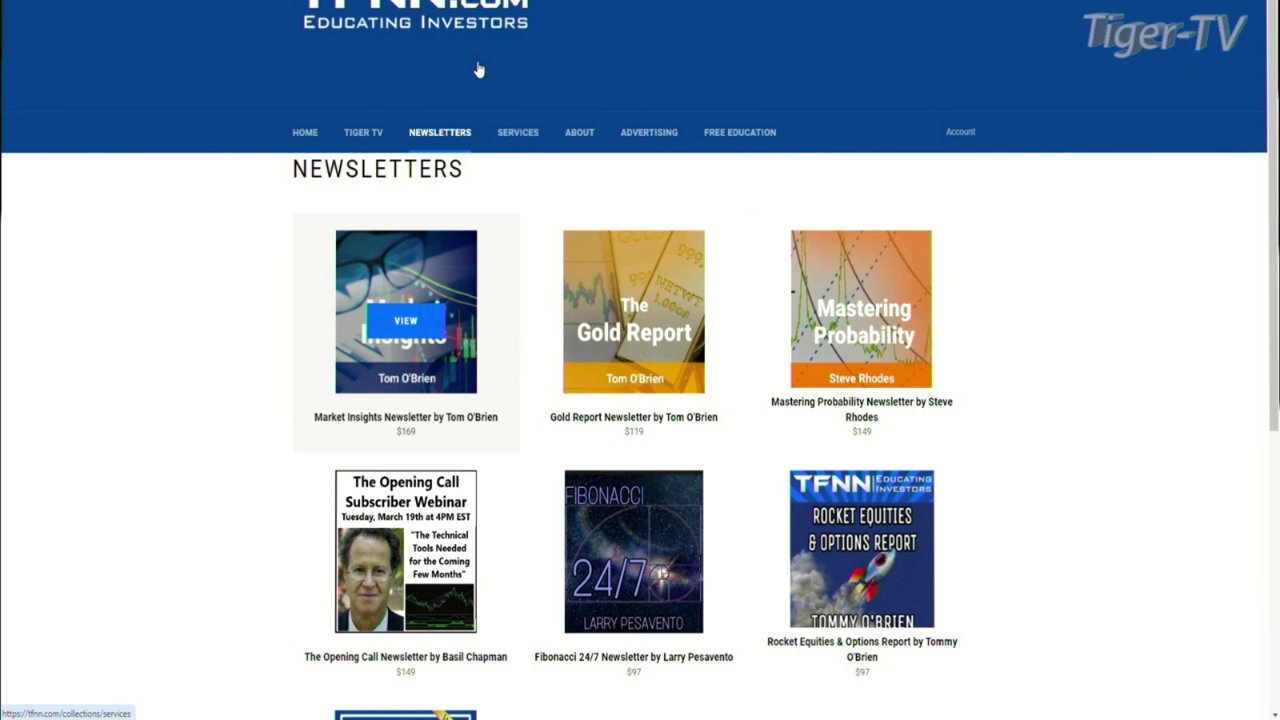 TFNN.COM
EDUCATING INVESTORS
Tiger-TV
HOME TIGER TV NEWSLETTERS SERVICES ABOUT ADVERTISING FREE EDUCATION Account
NEWSLETTERS
Market
Insights
VIEW
Tom O'Brien
Market Insights Newsletter by Tom O'Brien
$169
The
Gold Report
Tom O'Brien
Gold Report Newsletter by Tom O'Brien
$119
Mastering
Probability
Steve Rhodes
Mastering Probability Newsletter by Steve
Rhodes
$149
The Opening Call
Subscriber Webinar
Tuesday, March 19th at 4PM EST
"The Technical
Tools Needed
for the Coming
Few Months"
The Opening Call Newsletter by Basil Chapman
$149
FIBONACCI
24/7
LARRY PESAVENTO
Fibonacci 24/7 Newsletter by Larry Pesavento
$97
TFNN EDUCATING
INVESTORS
ROCKET EQUITIES
& OPTIONS REPORT
TOMMY O'BRIEN
Rocket Equities & Options Report by Tommy
O'Brien
$97
https://tfnn.com/collections/services